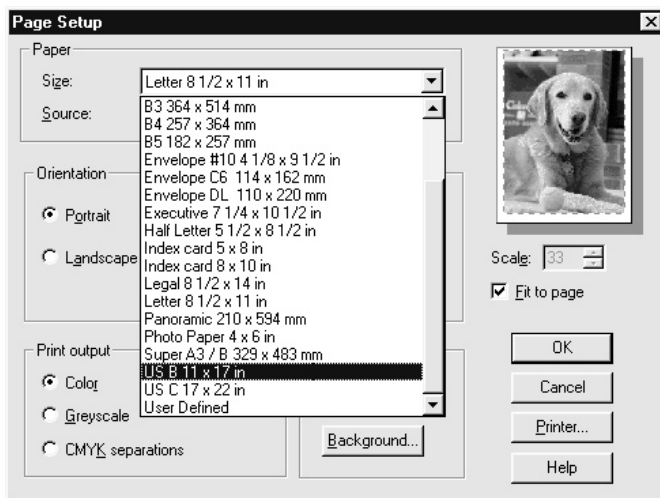 Page Setup
Paper
Size:
Letter 8 1/2 x 11 in
Source:
B3 364 x 514 mm
B4 257 x 364 mm
B5 182 x 257 mm
Envelope #10 4 1/8 x 9 1/2 in
Envelope C6 114 x 162 mm
Envelope DL 110 x 220 mm
Executive 7 1/4 x 10 1/2 in
Half Letter 5 1/2 x 8 1/2 in
Index card 5 x 8 in
Index card 8 x 10 in
Legal 8 1/2 x 14 in
Letter 8 1/2 x 11 in
Panoramic 210 x 594 mm
Photo Paper 4 x 6 in
Super A3 / B 329 x 483 mm
US B 11 x 17 in
US C 17 x 22 in
User Defined
Orientation
Portrait
Landscape
Print output
Color
Greyscale
CMYK separations
Background...
Scale: 33
Fit to page
OK
Cancel
Printer...
Help